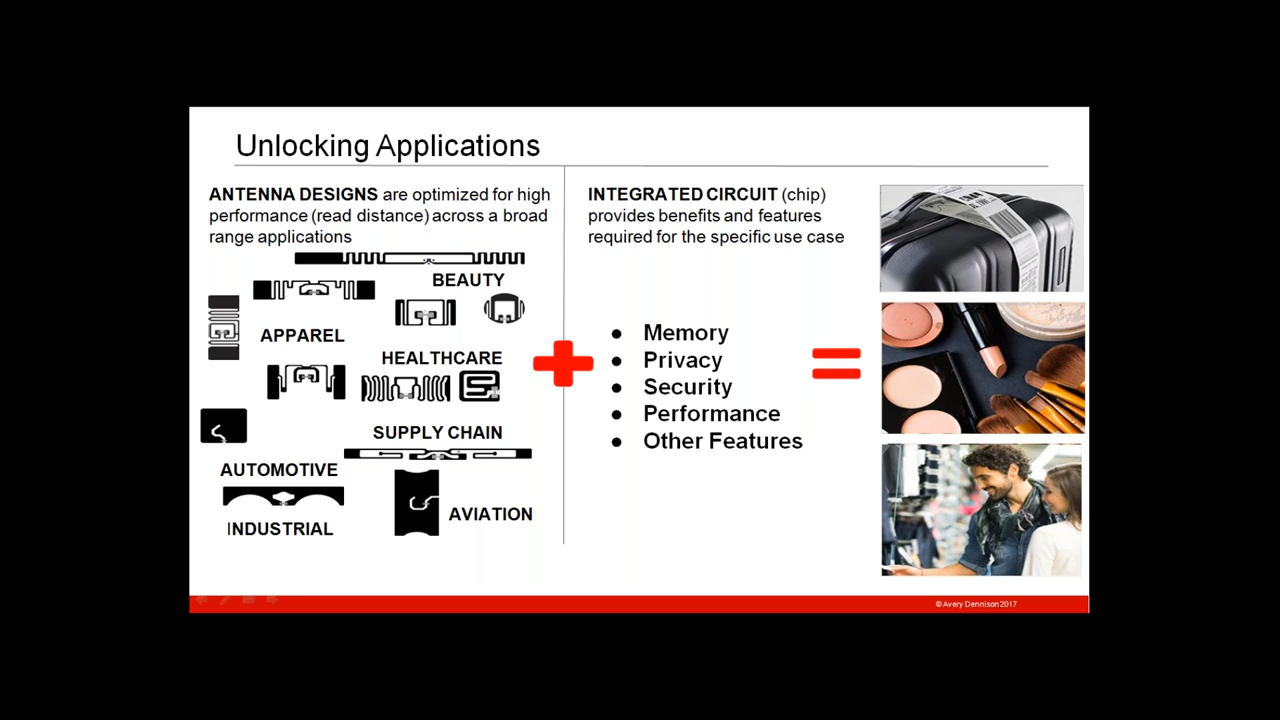 Unlocking Applications
ANTENNA DESIGNS are optimized for high
performance (read distance) across a broad
range applications
BEAUTY
APPAREL
HEALTHCARE
SUPPLY CHAIN
AUTOMOTIVE
AVIATION
INDUSTRIAL
INTEGRATED CIRCUIT (chip)
provides benefits and features
required for the specific use case
● Memory
● Privacy
● Security
● Performance
● Other Features
© Avery Dennison 2017